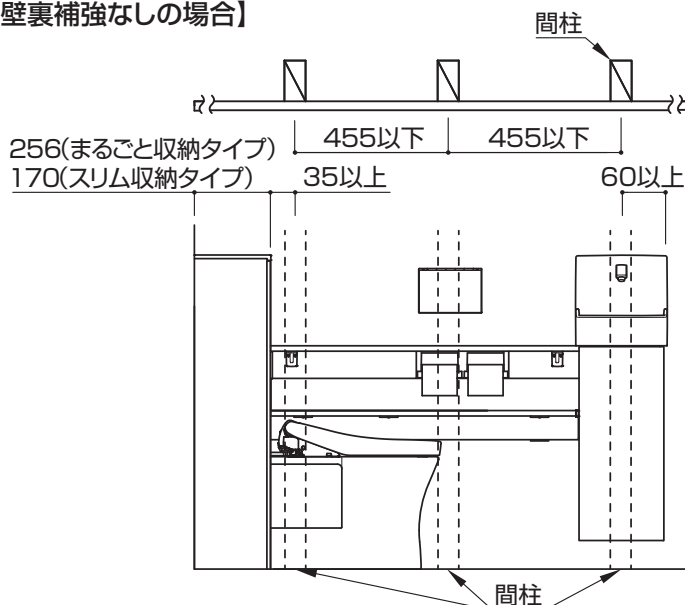 壁裏補強なしの場合】
間柱
455以下 455以下
256(まるごと収納タイプ)
170(スリム収納タイプ) 35以上 60以上
間柱